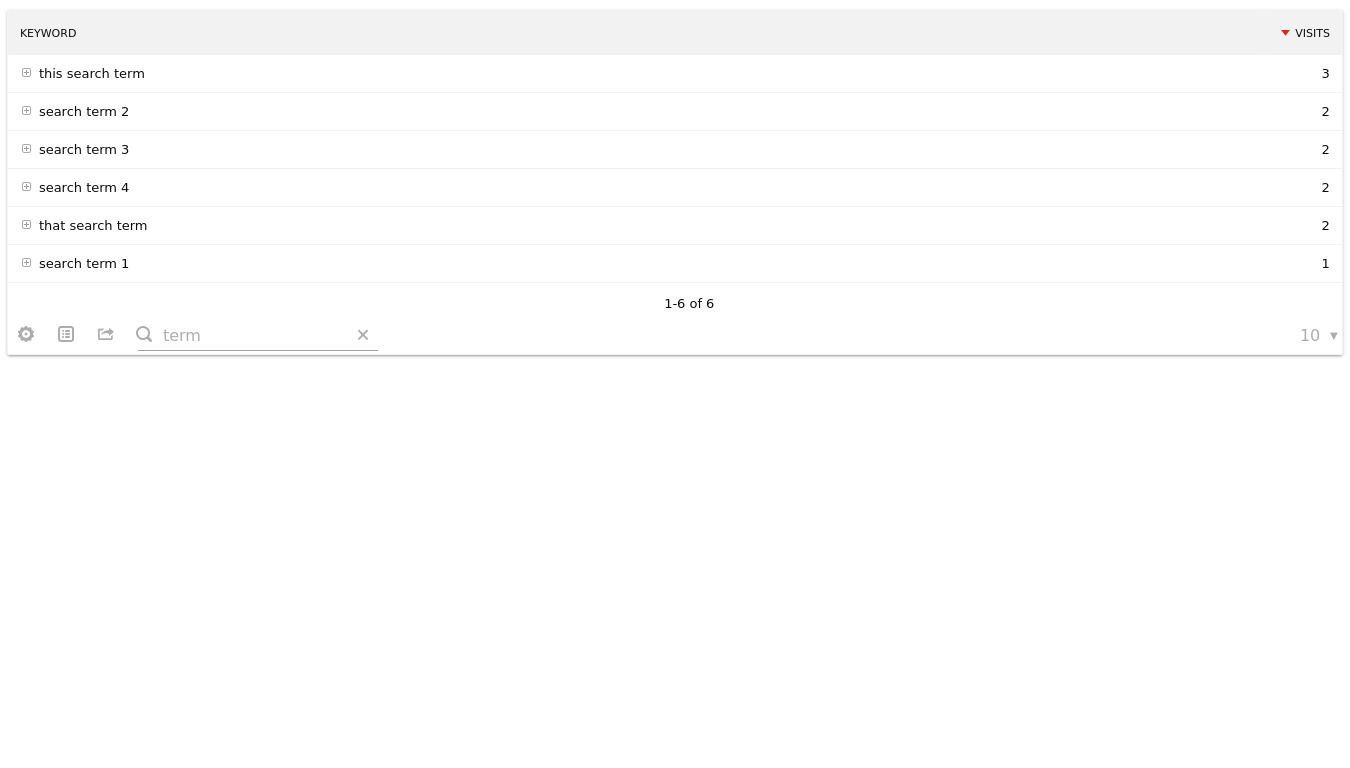 KEYWORD VISITS
this search term 3
search term 2 2
search term 3 2
search term 4 2
that search term 2
search term 1 1
1-6 of 6
term 10